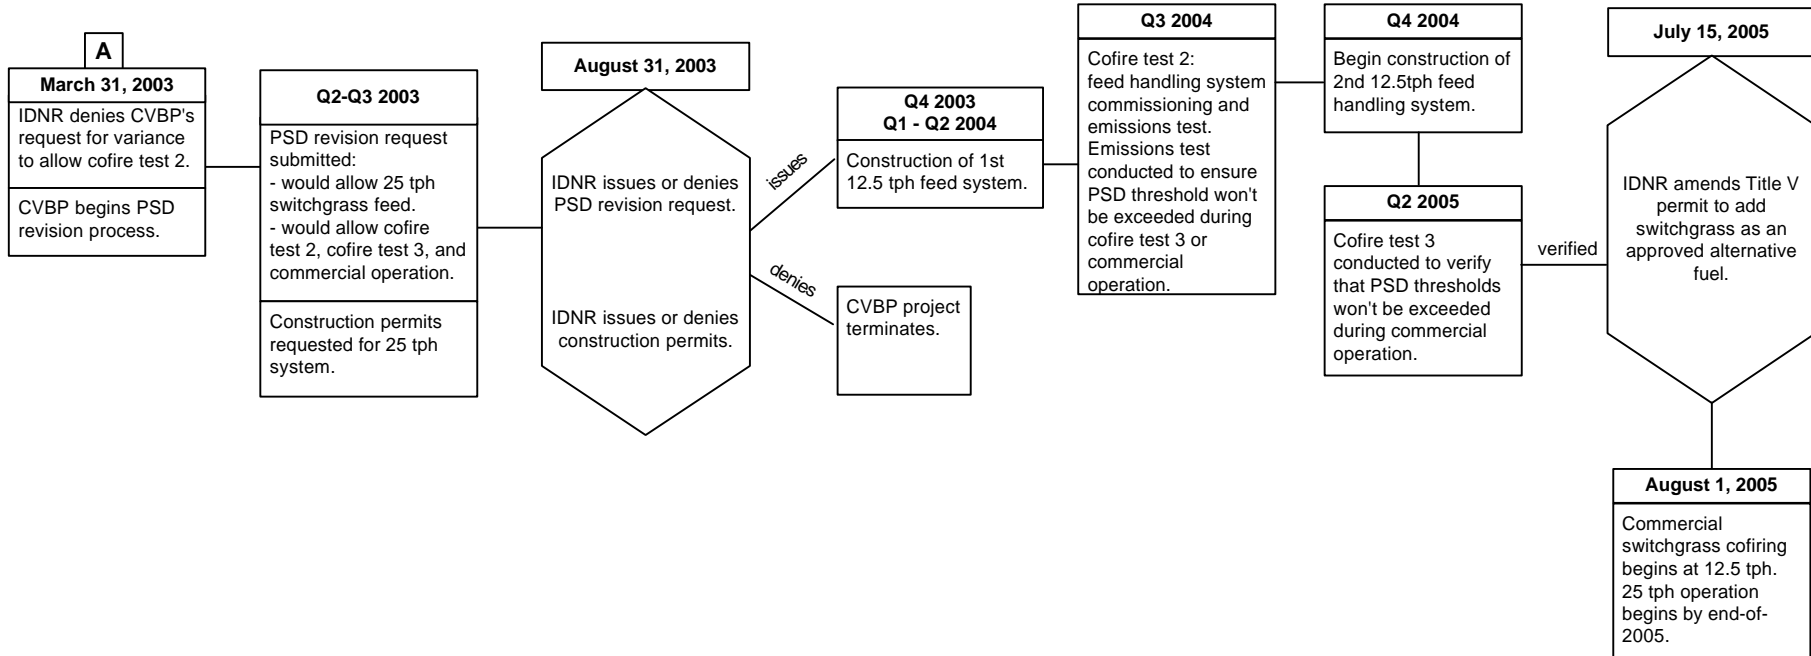 A
March 31, 2003
IDNR denies CVBP's
request for variance
to allow cofire test 2.
CVBP begins PSD
revision process.
Q2-Q3 2003
PSD revision request
submitted:
- would allow 25 tph
switchgrass feed.
- would allow cofire
test 2, cofire test 3, and
commercial operation.
Construction permits
requested for 25 tph
system.
August 31, 2003
IDNR issues or denies
PSD revision request.
IDNR issues or denies
construction permits.
issues
denies
Q4 2003
Q1 - Q2 2004
Construction of 1st
12.5 tph feed system.
CVBP project
terminates.
Q3 2004
Cofire test 2:
feed handling system
commissioning and
emissions test.
Emissions test
conducted to ensure
PSD threshold won't
be exceeded during
cofire test 3 or
commercial
operation.
Q4 2004
Begin construction of
2nd 12.5tph feed
handling system.
Q2 2005
Cofire test 3
conducted to verify
that PSD thresholds
won't be exceeded
during commercial
operation.
verified
July 15, 2005
IDNR amends Title V
permit to add
switchgrass as an
approved alternative
fuel.
August 1, 2005
Commercial
switchgrass cofiring
begins at 12.5 tph.
25 tph operation
begins by end-of-
2005.